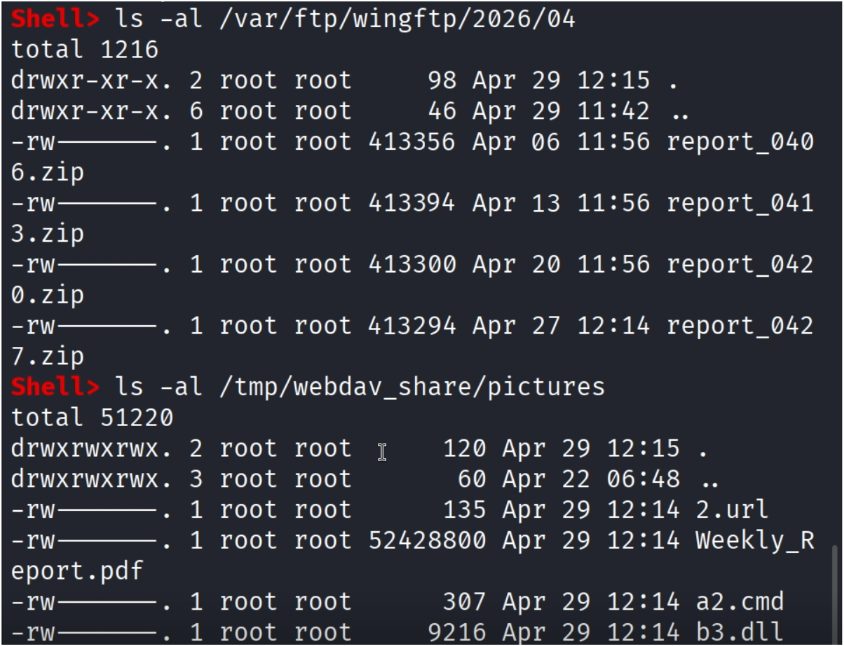 Shell> ls -al /var/ftp/wingftp/2026/04
total 1216
drwxr-xr-x. 2 root root     98 Apr 29 12:15 .
drwxr-xr-x. 6 root root     46 Apr 29 11:42 ..
-rw-------. 1 root root 413356 Apr 06 11:56 report_040
6.zip
-rw-------. 1 root root 413394 Apr 13 11:56 report_041
3.zip
-rw-------. 1 root root 413300 Apr 20 11:56 report_042
0.zip
-rw-------. 1 root root 413294 Apr 27 12:14 report_042
7.zip
Shell> ls -al /tmp/webdav_share/pictures
total 51220
drwxrwxrwx. 2 root root      120 Apr 29 12:15 .
drwxrwxrwx. 3 root root       60 Apr 22 06:48 ..
-rw-------. 1 root root      135 Apr 29 12:14 2.url
-rw-------. 1 root root 52428800 Apr 29 12:14 Weekly_R
eport.pdf
-rw-------. 1 root root      307 Apr 29 12:14 a2.cmd
-rw-------. 1 root root     9216 Apr 29 12:14 b3.dll